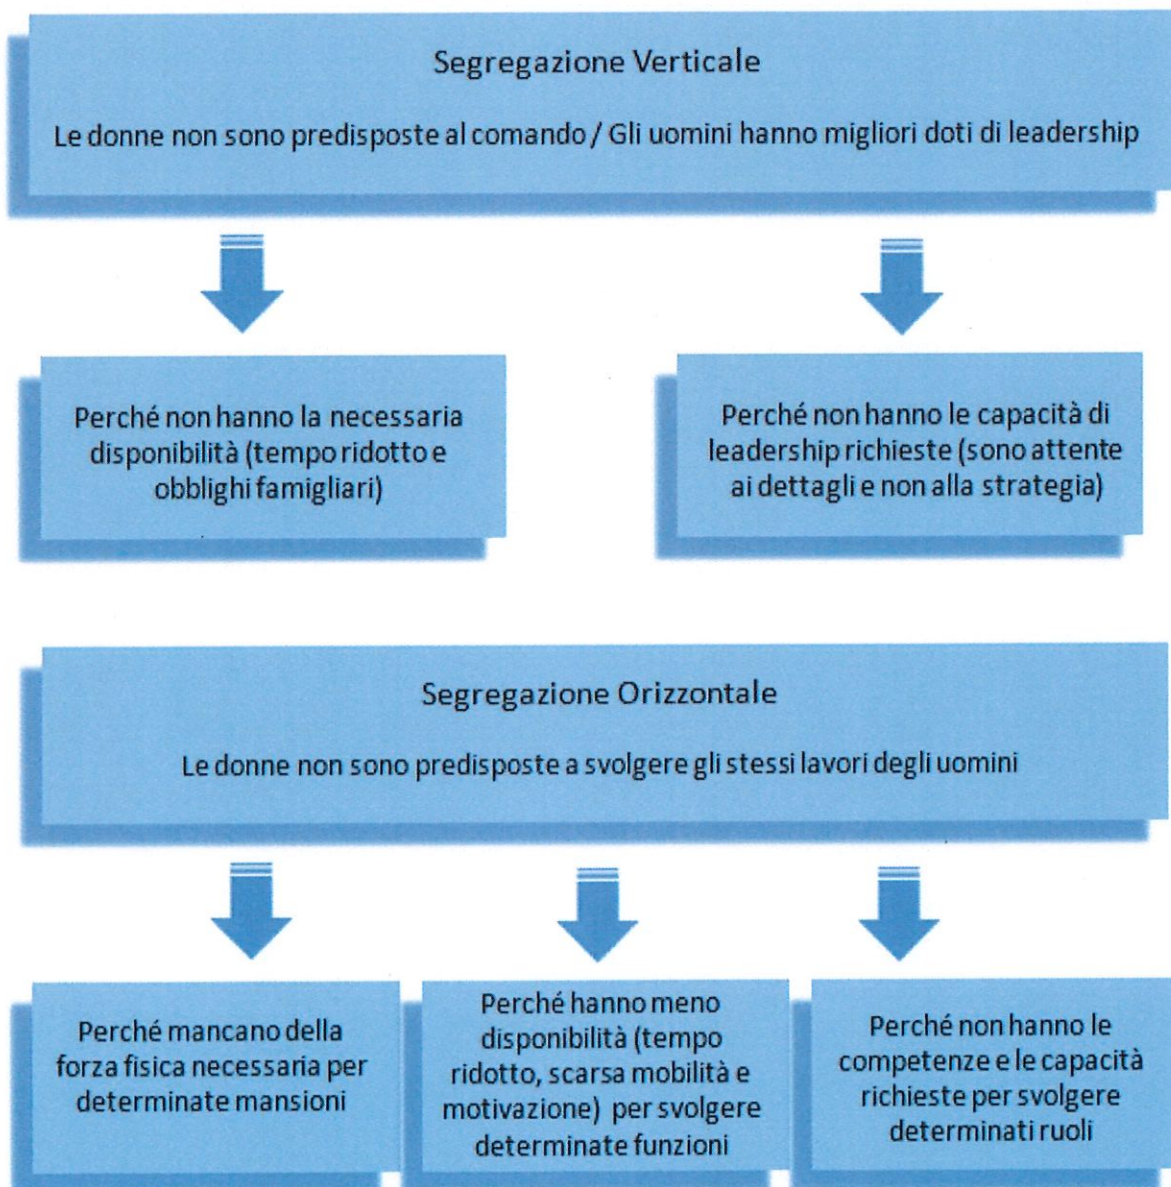 Segregazione Verticale
Le donne non sono predisposte al comando / Gli uomini hanno migliori doti di leadership
Perché non hanno la necessaria
disponibilità (tempo ridotto e
obblighi famigliari)
Perché non hanno le capacità di
leadership richieste (sono attente
ai dettagli e non alla strategia)
Segregazione Orizzontale
Le donne non sono predisposte a svolgere gli stessi lavori degli uomini
Perché mancano della
forza fisica necessaria per
determinate mansioni
Perché hanno meno
disponibilità (tempo
ridotto, scarsa mobilità e
motivazione) per svolgere
determinate funzioni
Perché non hanno le
competenze e le capacità
richieste per svolgere
determinati ruoli